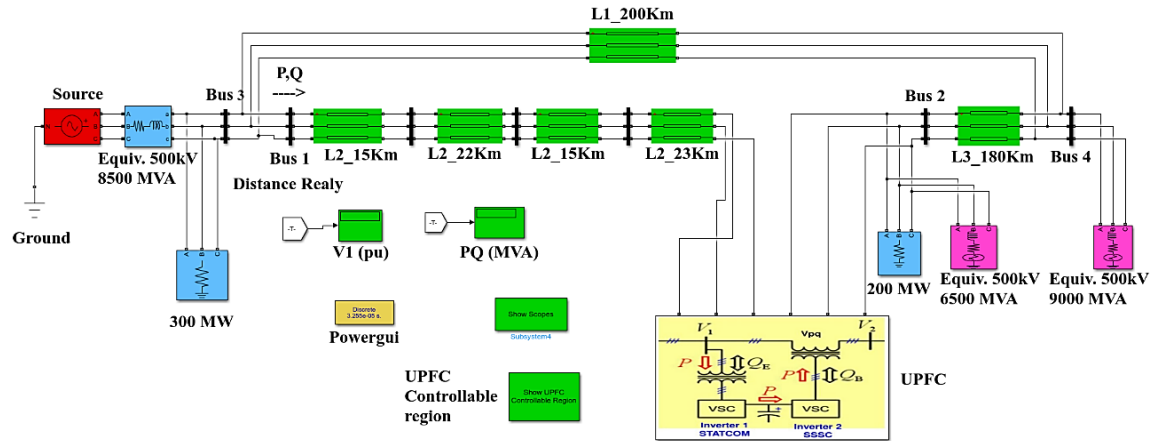 L1_200Km
P,Q
---->
Source
Bus 3
Bus 2
A
B
C
N
a
b
c
Equiv. 500kV
8500 MVA
Bus 1
L2_15Km
L2_22Km
L2_15Km
L2_23Km
L3_180Km
Bus 4
Distance Realy
Ground
-T-
V1 (pu)
-T-
PQ (MVA)
A B C
300 MW
A B C
200 MW
A B C
Equiv. 500kV
6500 MVA
A B C
Equiv. 500kV
9000 MVA
Discrete
3.255e-05 s.
Powergui
Show Scopes
Subsystem4
UPFC
Controllable
region
Show UPFC
Controllable Region
V1
Vpq
V2
P
QE
P
QB
P
VSC
+
VSC
Inverter 1
STATCOM
Inverter 2
SSSC
UPFC